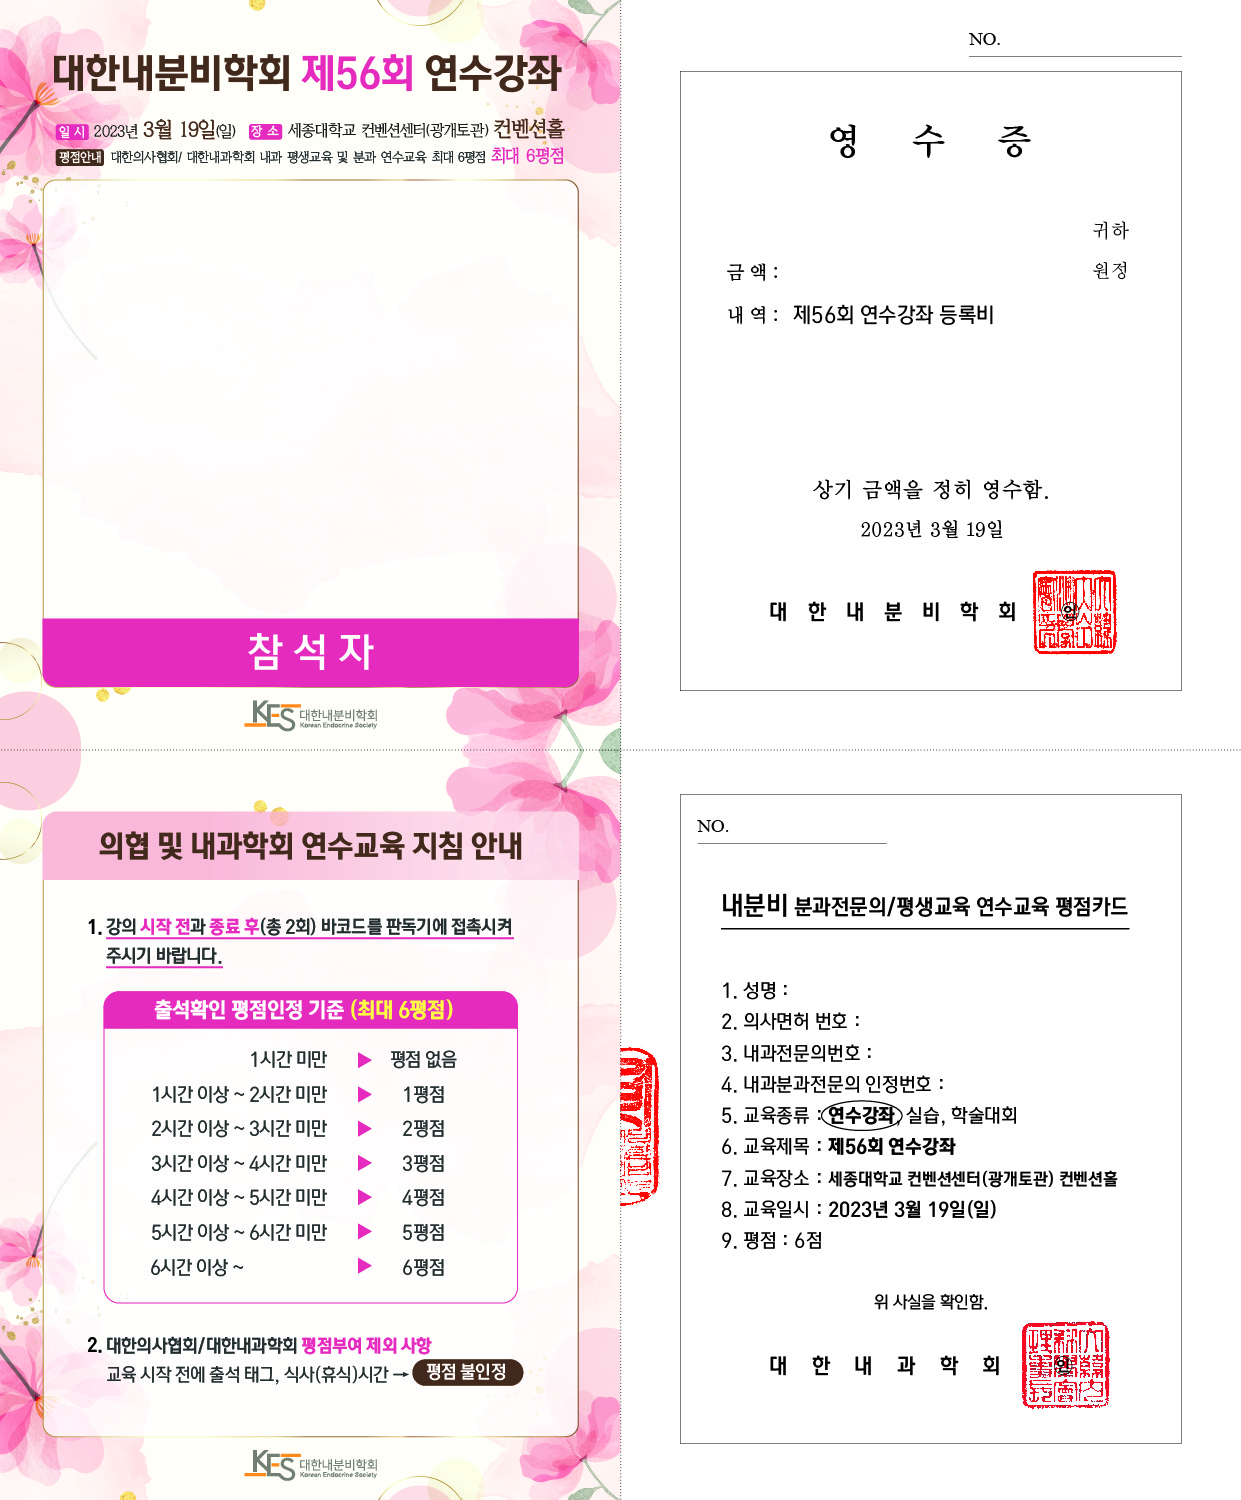 대한내분비학회 제56회 연수강좌
일 시 2023년 3월 19일(일) 장 소 세종대학교 컨벤션센터(광개토관) 컨벤션홀
평점안내 대한의사협회/ 대한내과학회 내과 평생교육 및 분과 연수교육 최대 6평점 최대 6평점
참 석 자
KES 대한내분비학회
Korean Endocrine Society
NO.
영 수 증
귀하
금 액 : 원정
내 역 : 제56회 연수강좌 등록비
상기 금액을 정히 영수함.
2023년 3월 19일
대 한 내 분 비 학 회 인
의협 및 내과학회 연수교육 지침 안내
1. 강의 시작 전과 종료 후(총 2회) 바코드를 판독기에 접촉시켜
주시기 바랍니다.
출석확인 평점인정 기준 (최대 6평점)
1시간 미만 ▶ 평점 없음
1시간 이상 ~ 2시간 미만 ▶ 1평점
2시간 이상 ~ 3시간 미만 ▶ 2평점
3시간 이상 ~ 4시간 미만 ▶ 3평점
4시간 이상 ~ 5시간 미만 ▶ 4평점
5시간 이상 ~ 6시간 미만 ▶ 5평점
6시간 이상 ~ ▶ 6평점
2. 대한의사협회/대한내과학회 평점부여 제외 사항
교육 시작 전에 출석 태그, 식사(휴식)시간 → 평점 불인정
KES 대한내분비학회
Korean Endocrine Society
NO.
내분비 분과전문의/평생교육 연수교육 평점카드
1. 성명 :
2. 의사면허 번호 :
3. 내과전문의번호 :
4. 내과분과전문의 인정번호 :
5. 교육종류 : 연수강좌, 실습, 학술대회
6. 교육제목 : 제56회 연수강좌
7. 교육장소 : 세종대학교 컨벤션센터(광개토관) 컨벤션홀
8. 교육일시 : 2023년 3월 19일(일)
9. 평점 : 6점
위 사실을 확인함.
대 한 내 과 학 회 인